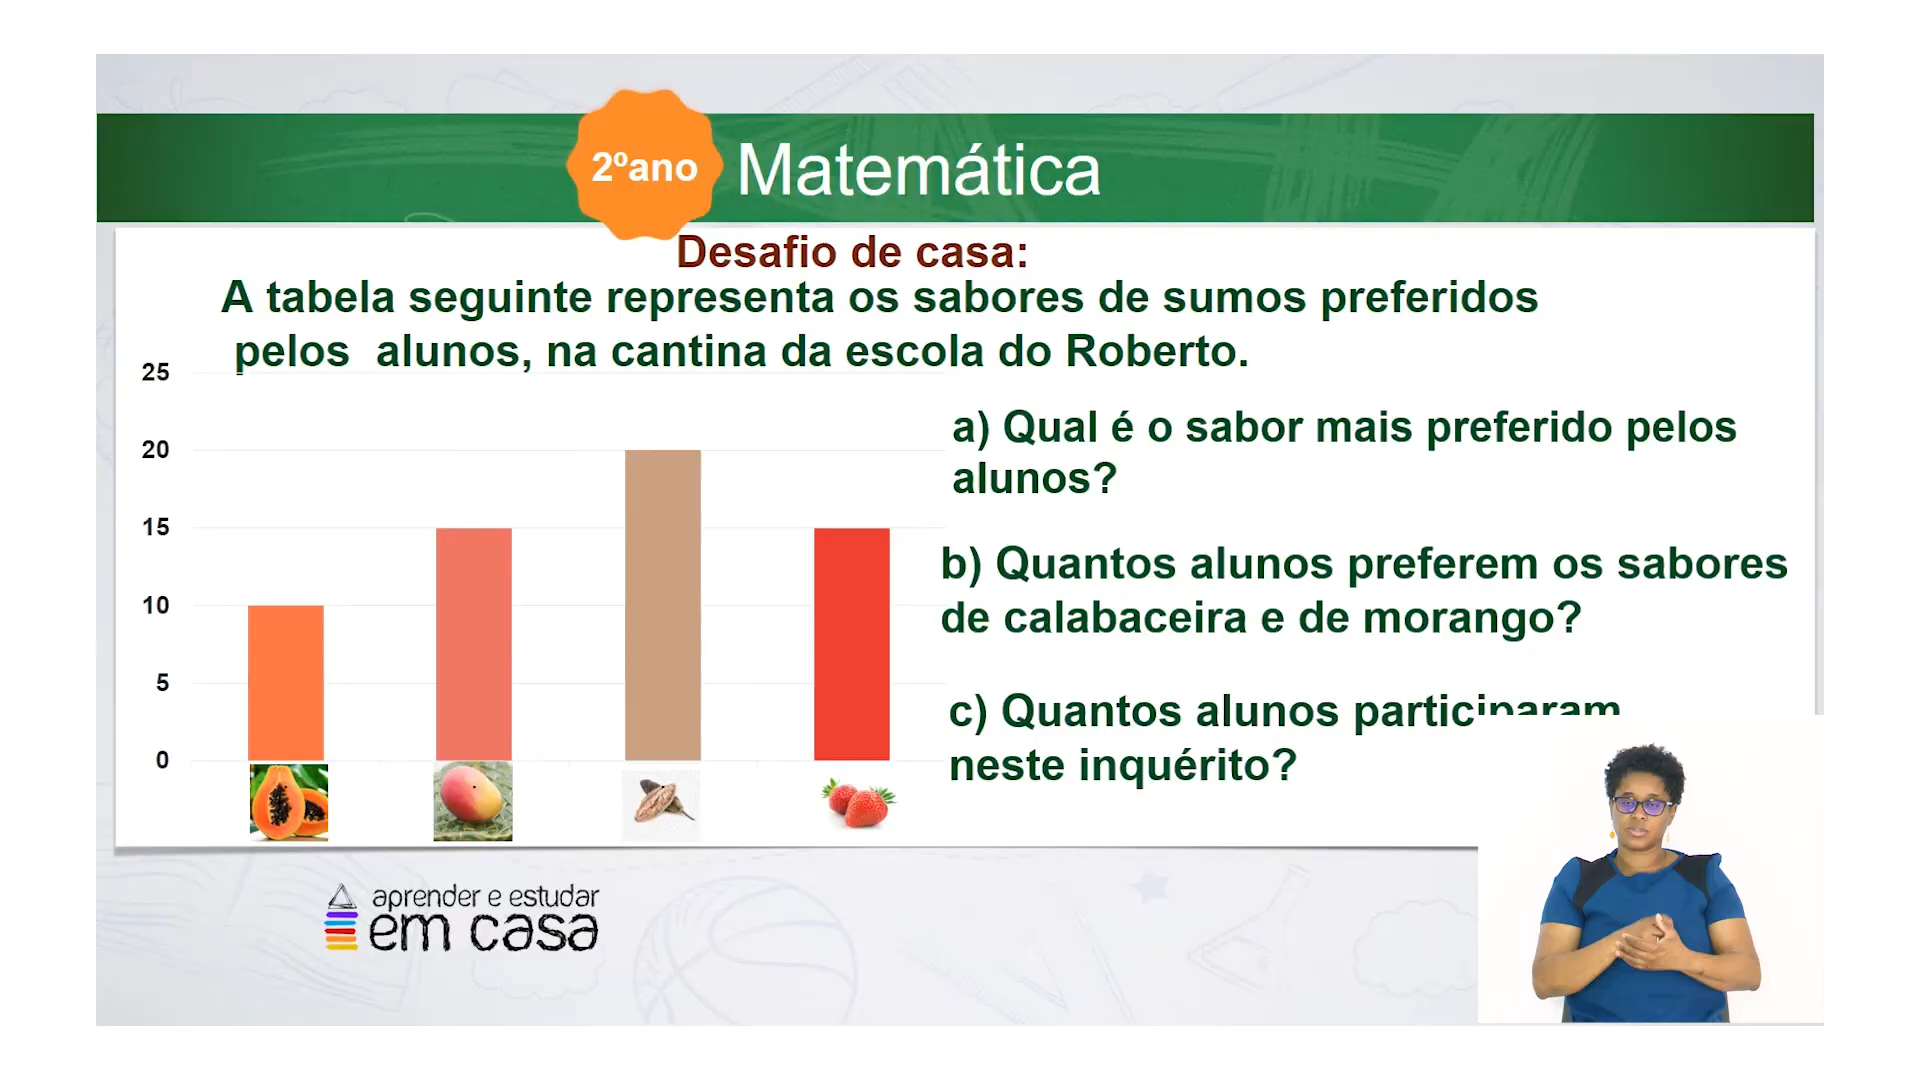 2ºano
Matemática
Desafio de casa:
A tabela seguinte representa os sabores de sumos preferidos
pelos alunos, na cantina da escola do Roberto.
25
20
15
10
5
0
a) Qual é o sabor mais preferido pelos
alunos?
b) Quantos alunos preferem os sabores
de calabaceira e de morango?
c) Quantos alunos participaram
neste inquérito?
aprender e estudar
em casa